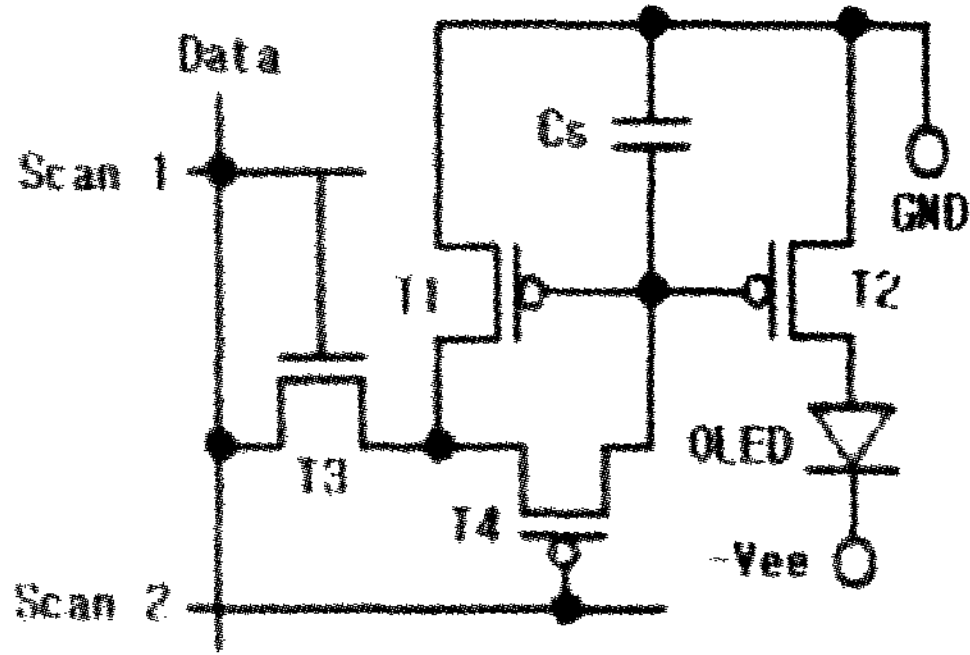 Data
Scan 1
Cs
GND
T1
T2
OLED
T3
T4
-Vee
Scan 2